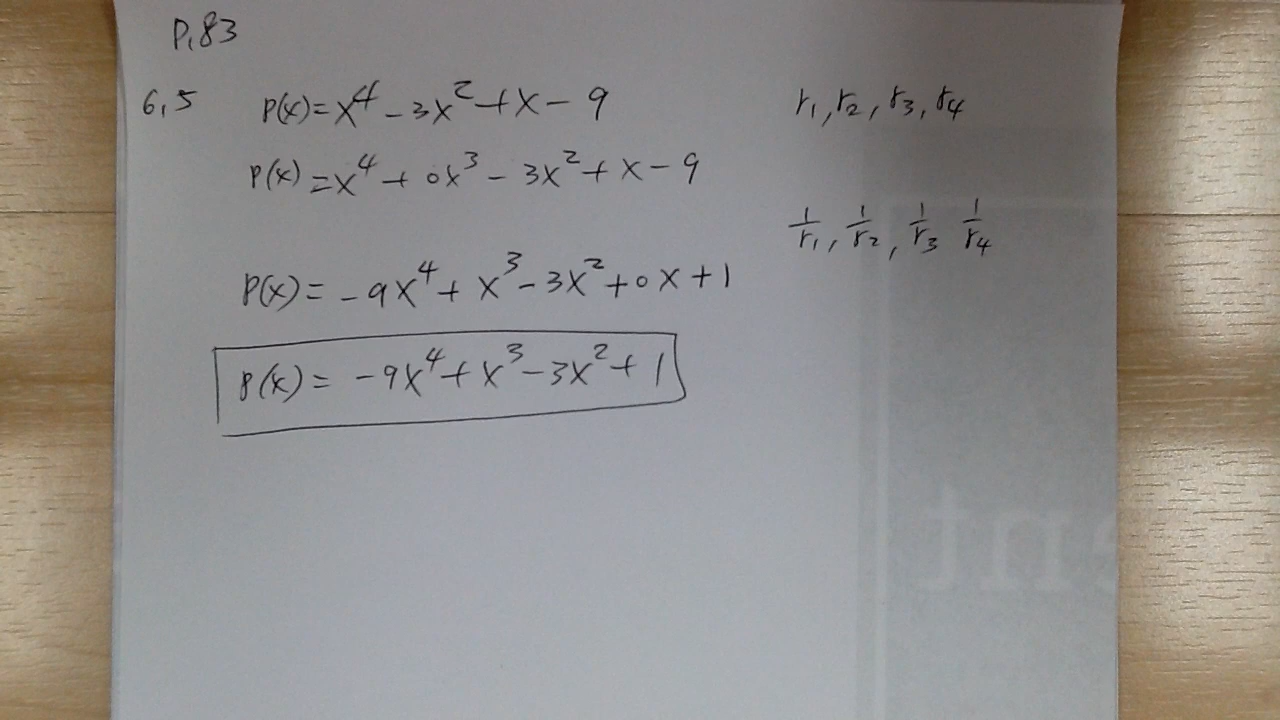 P.83
6.5 P(x) = x⁴ - 3x² + x - 9 r₁, r₂, r₃, r₄
P(x) = x⁴ + 0x³ - 3x² + x - 9
1/r₁, 1/r₂, 1/r₃ 1/r₄
P(x) = -9x⁴ + x³ - 3x² + 0x + 1
P(x) = -9x⁴ + x³ - 3x² + 1
ent